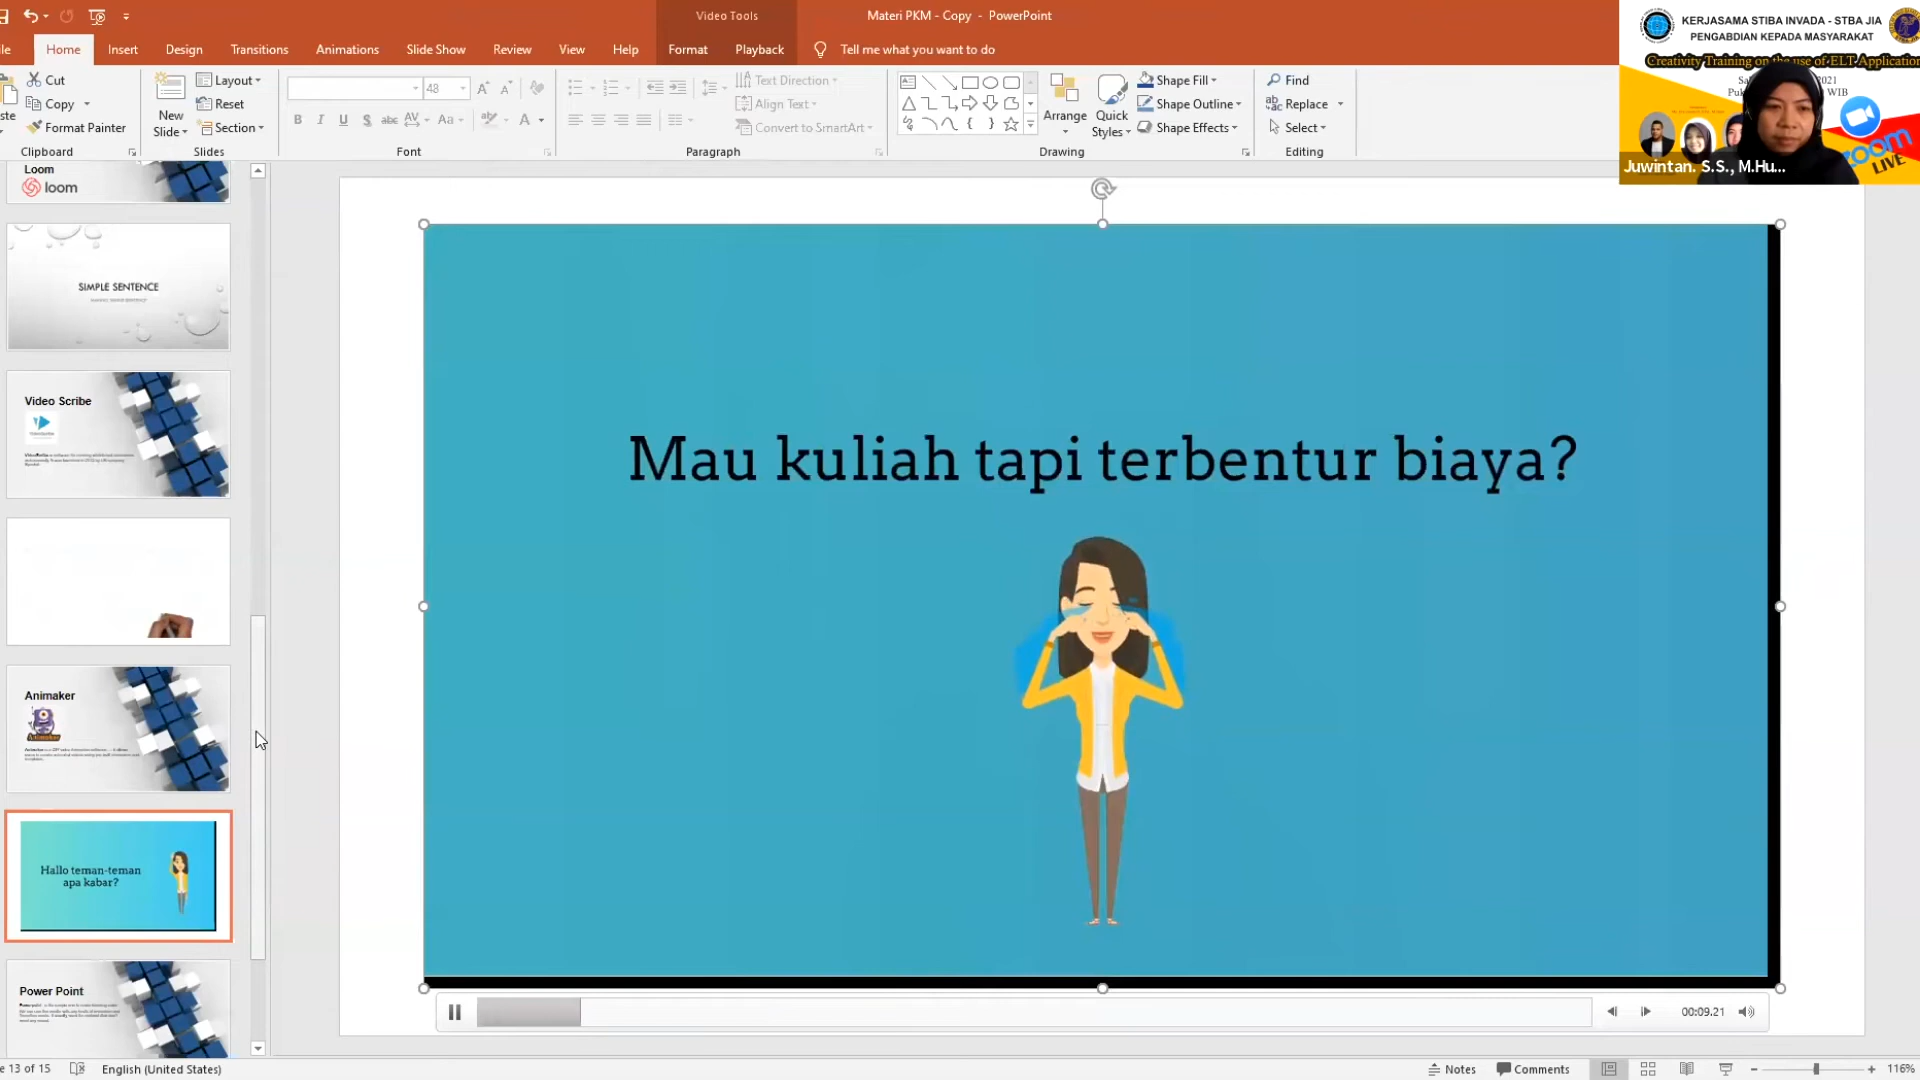 Video Tools
Materi PKM - Copy - PowerPoint
Home
Insert
Design
Transitions
Animations
Slide Show
Review
View
Help
Format
Playback
Tell me what you want to do
Cut
Copy
Format Painter
Clipboard
New
Slide
Layout
Reset
Section
Slides
48
Font
Text Direction
Align Text
Convert to SmartArt
Paragraph
Arrange
Quick
Styles
Shape Fill
Shape Outline
Shape Effects
Drawing
Find
Replace
Select
Editing
KERJASAMA STIBA INVADA - STBA JIA
PENGABDIAN KEPADA MASYARAKAT
Creativity Training on the use of ELT Application
2021
WIB
zoom
LIVE
Juwintan. S.S., M.Hu...
Loom
loom
SIMPLE SENTENCE
Video Scribe
Animaker
Hallo teman-teman
apa kabar?
Power Point
Mau kuliah tapi terbentur biaya?
00:09.21
13 of 15
English (United States)
Notes
Comments
116%